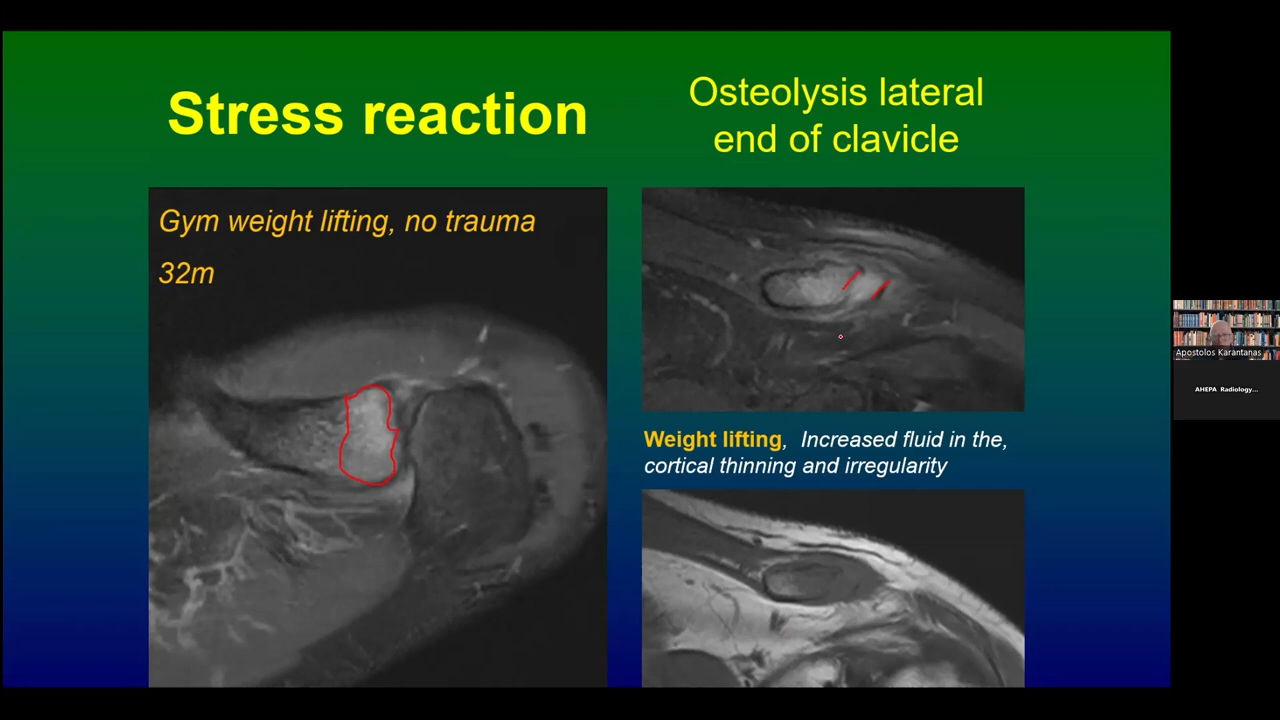 Stress reaction
Osteolysis lateral
end of clavicle
Gym weight lifting, no trauma
32m
Weight lifting, Increased fluid in the,
cortical thinning and irregularity
Apostolos Karantanas
AHEPA Radiology...